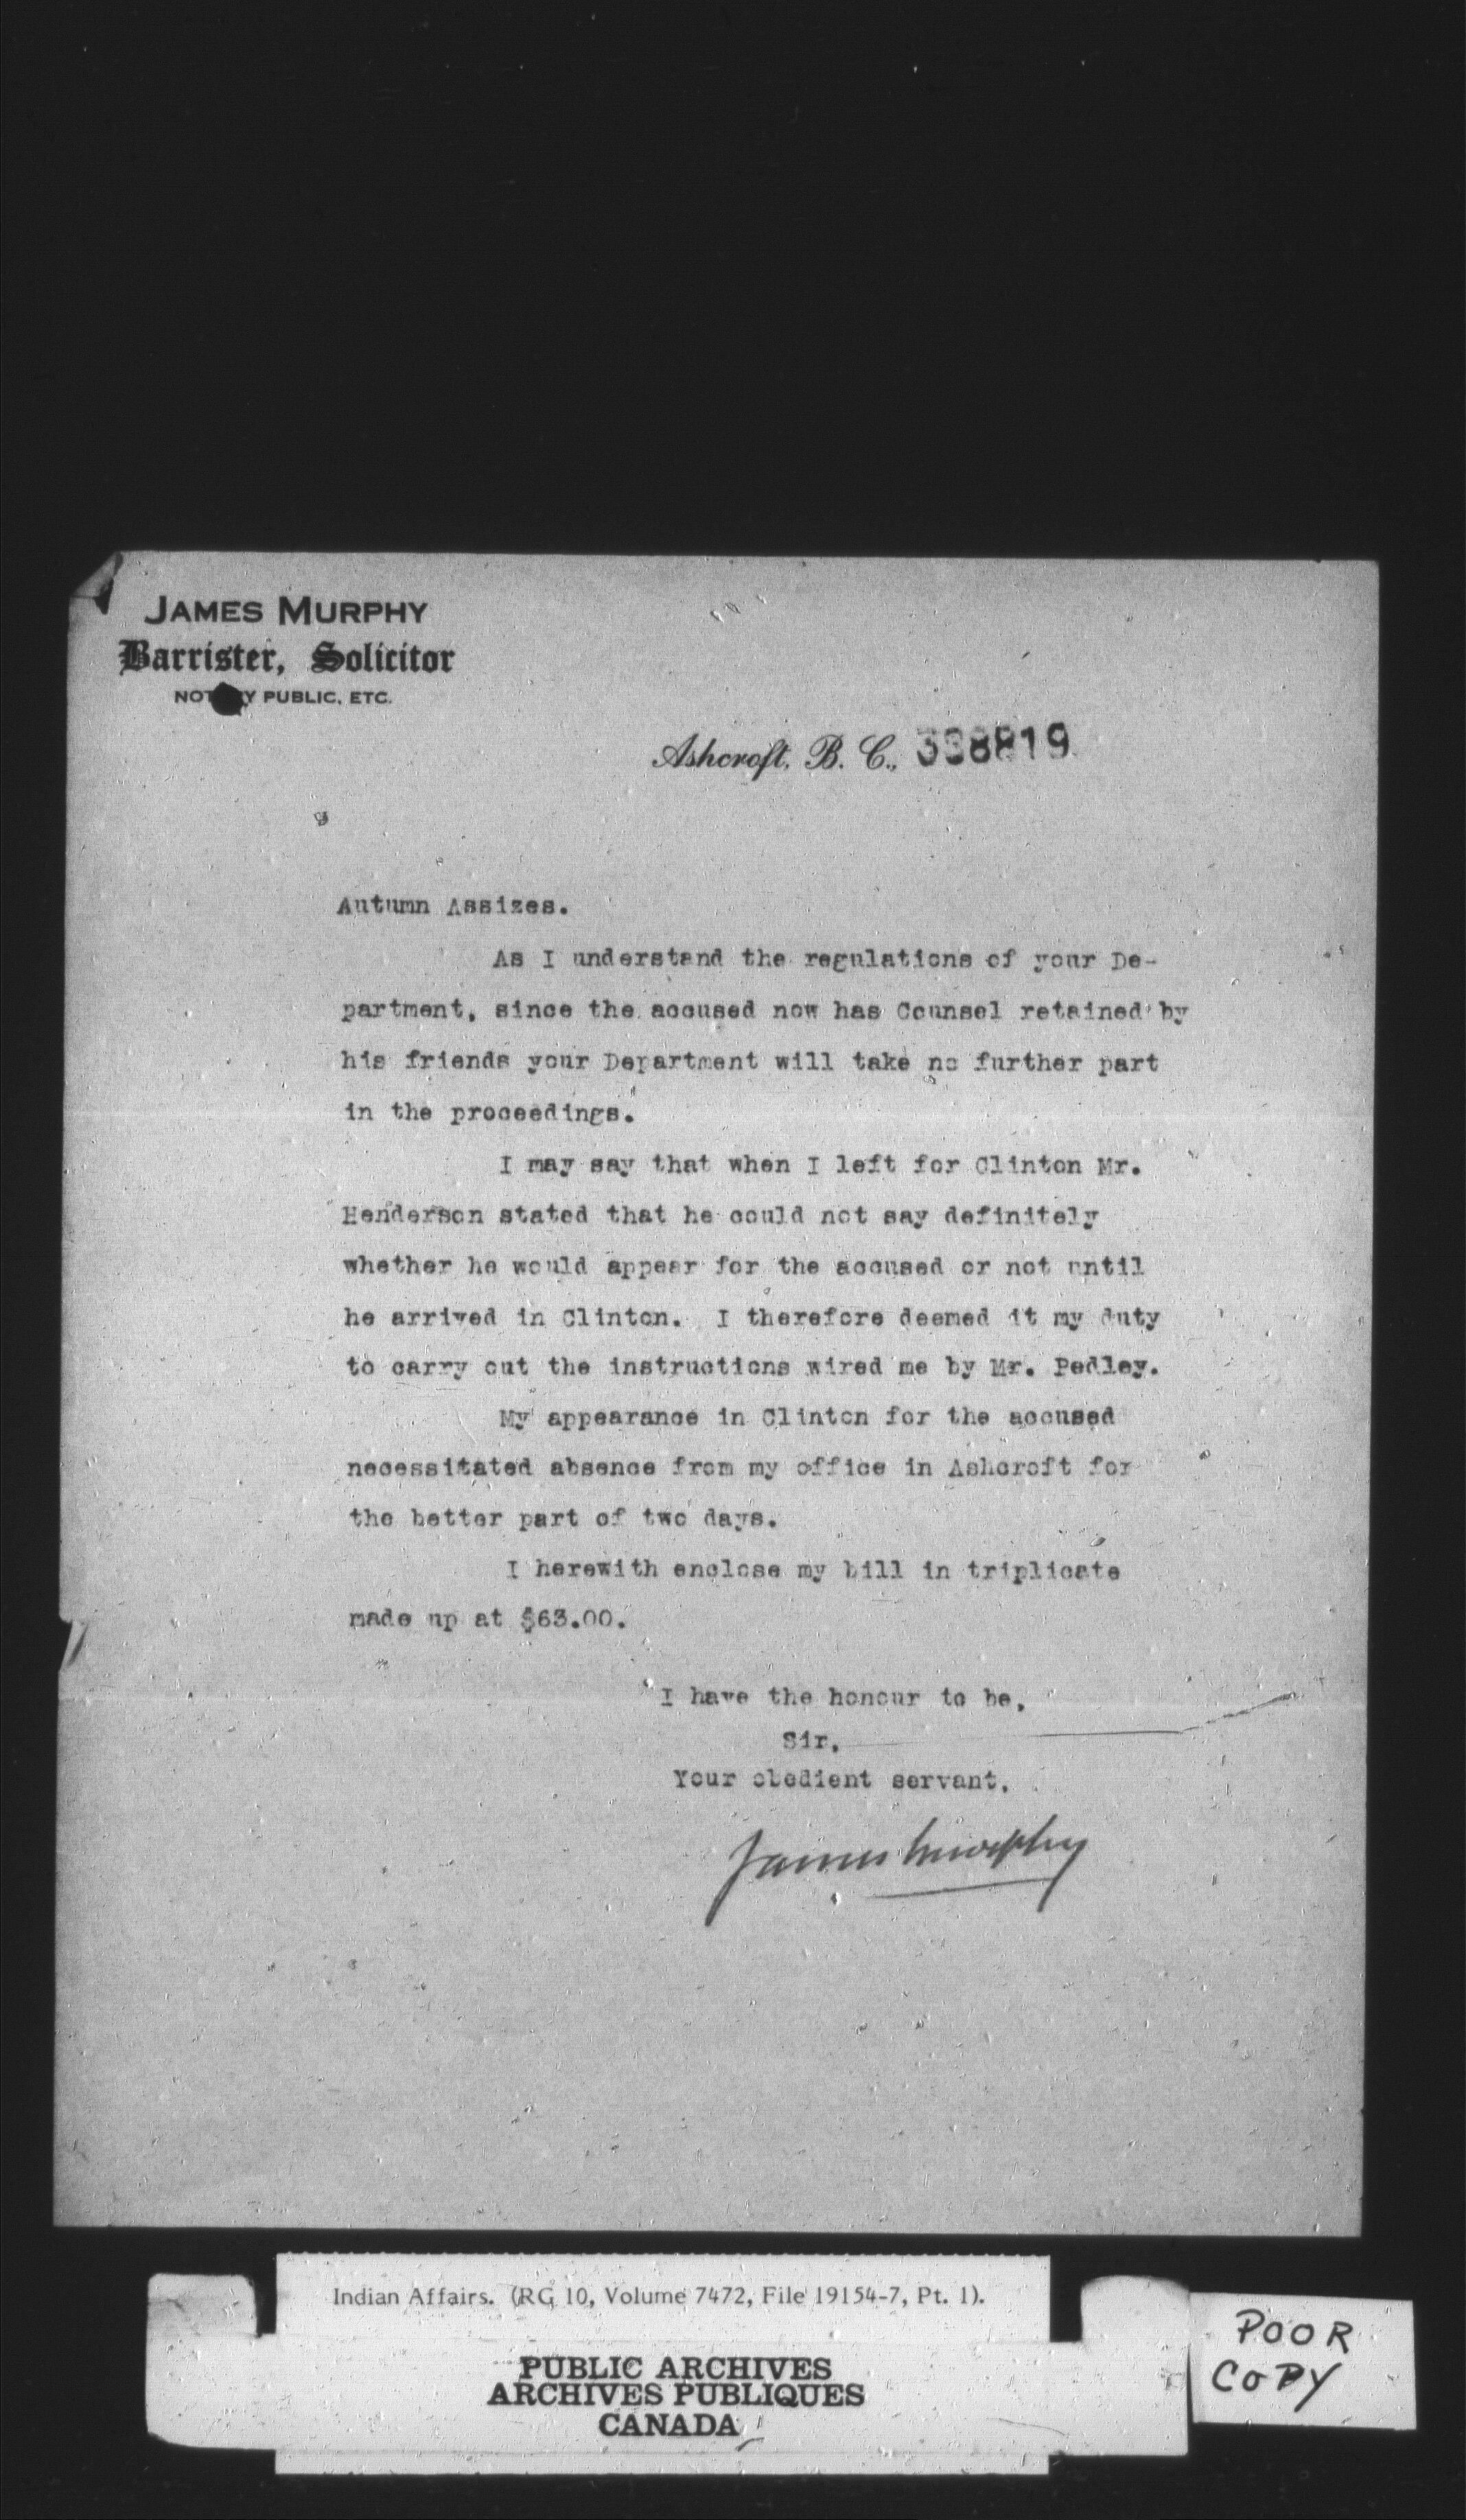 JAMES MURPHY
Barrister, Solicitor
NOTARY PUBLIC, ETC.
Ashcroft, B. C., 338819
Autumn Assizes.
As I understand the regulations of your De-
partment, since the accused now has Counsel retained by
his friends your Department will take no further part
in the proceedings.
I may say that when I left for Clinton Mr.
Henderson stated that he could not say definitely
whether he would appear for the accused or not until
he arrived in Clinton. I therefore deemed it my duty
to carry out the instructions wired me by Mr. Pedley.
My appearance in Clinton for the accused
necessitated absence from my office in Ashcroft for
the better part of two days.
I herewith enclose my bill in triplicate
made up at $63.00.
I have the honour to be,
Sir,
Your obedient servant,
James Murphy
Indian Affairs. (RG 10, Volume 7472, File 19154-7, Pt. 1).
PUBLIC ARCHIVES
ARCHIVES PUBLIQUES
CANADA
POOR
COPY